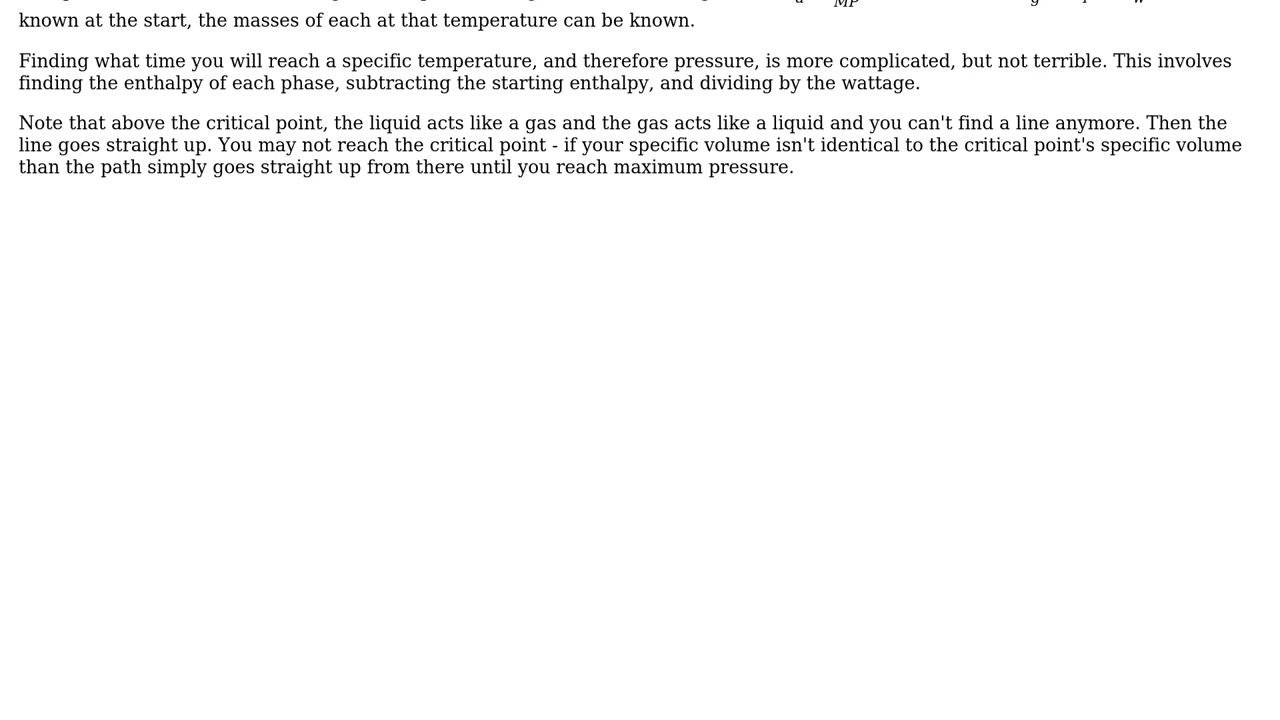 known at the start, the masses of each at that temperature can be known.
Finding what time you will reach a specific temperature, and therefore pressure, is more complicated, but not terrible. This involves
finding the enthalpy of each phase, subtracting the starting enthalpy, and dividing by the wattage.
Note that above the critical point, the liquid acts like a gas and the gas acts like a liquid and you can't find a line anymore. Then the
line goes straight up. You may not reach the critical point - if your specific volume isn't identical to the critical point's specific volume
than the path simply goes straight up from there until you reach maximum pressure.